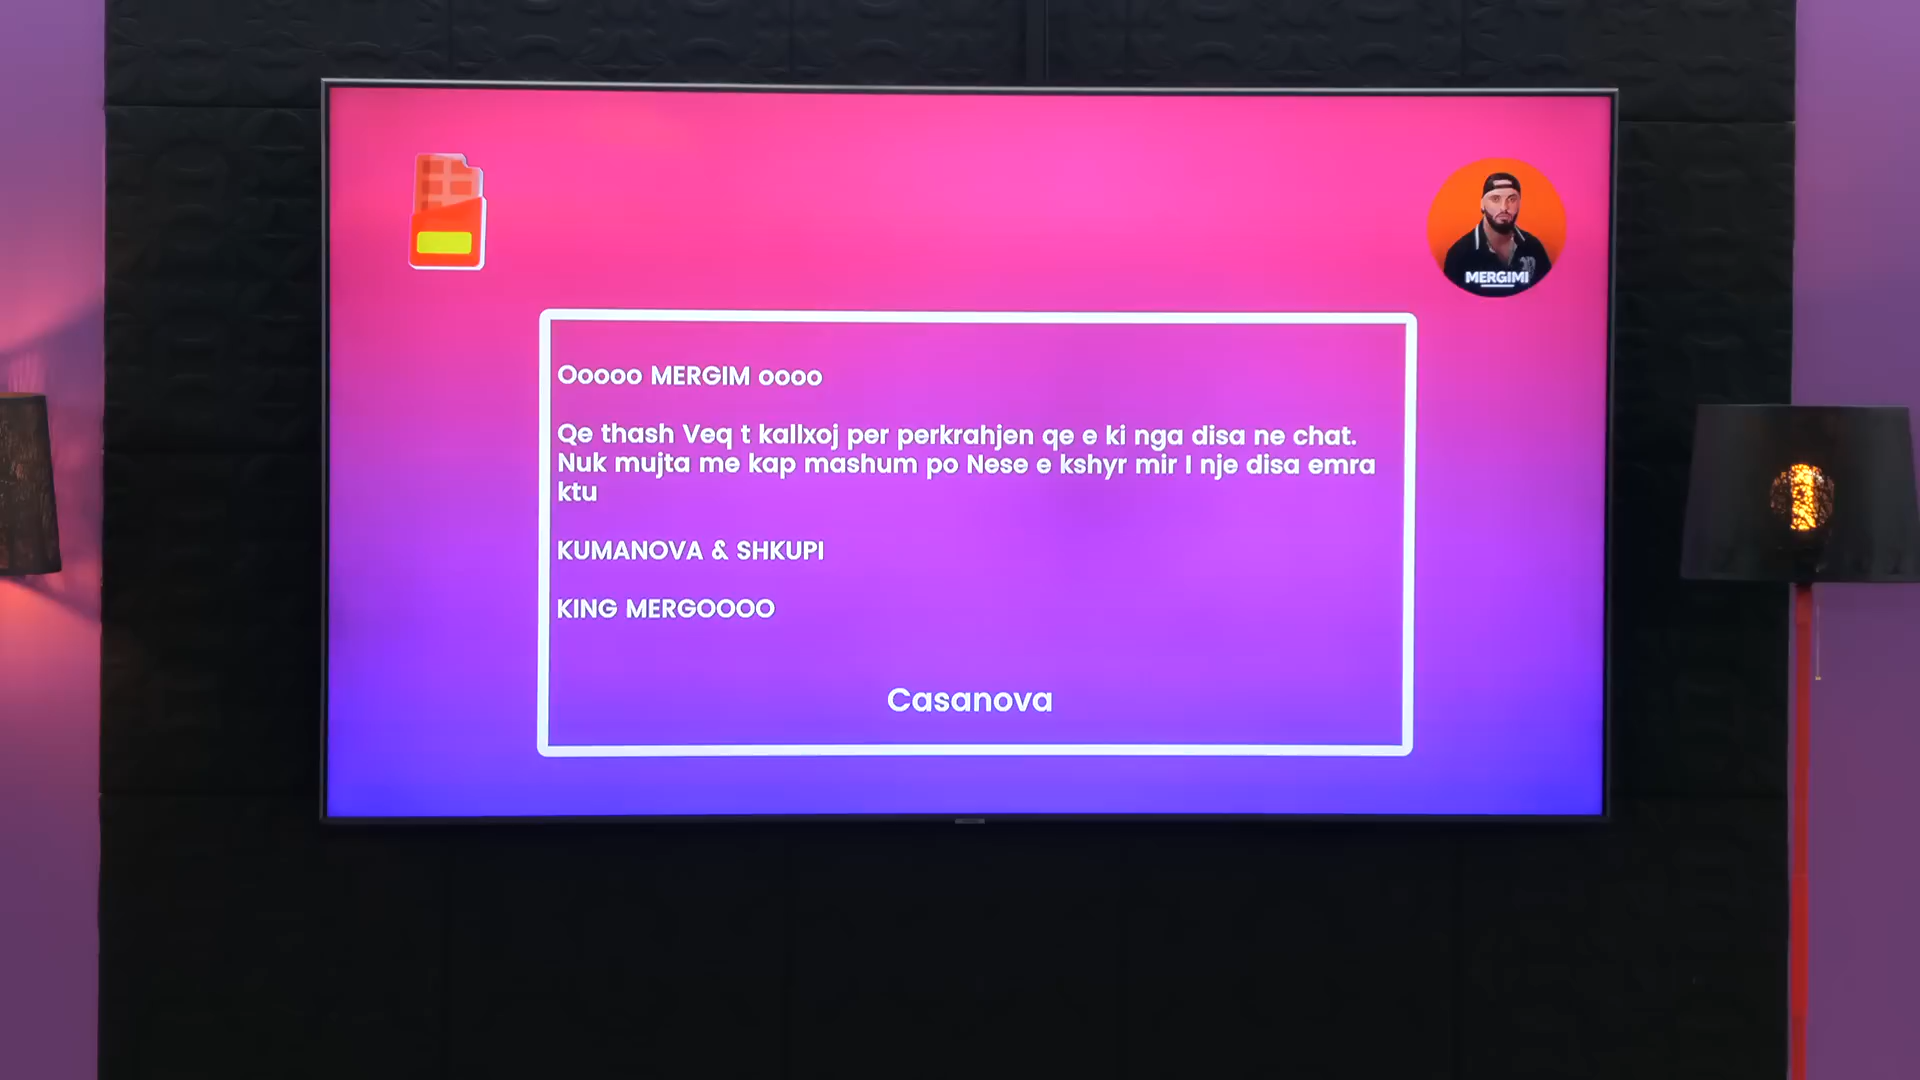 MERGIMI
Ooooo MERGIM oooo
Qe thash Veq t kallxoj per perkrahjen qe e ki nga disa ne chat.
Nuk mujta me kap mashum po Nese e kshyr mir I nje disa emra
ktu
KUMANOVA & SHKUPI
KING MERGOOOO
Casanova